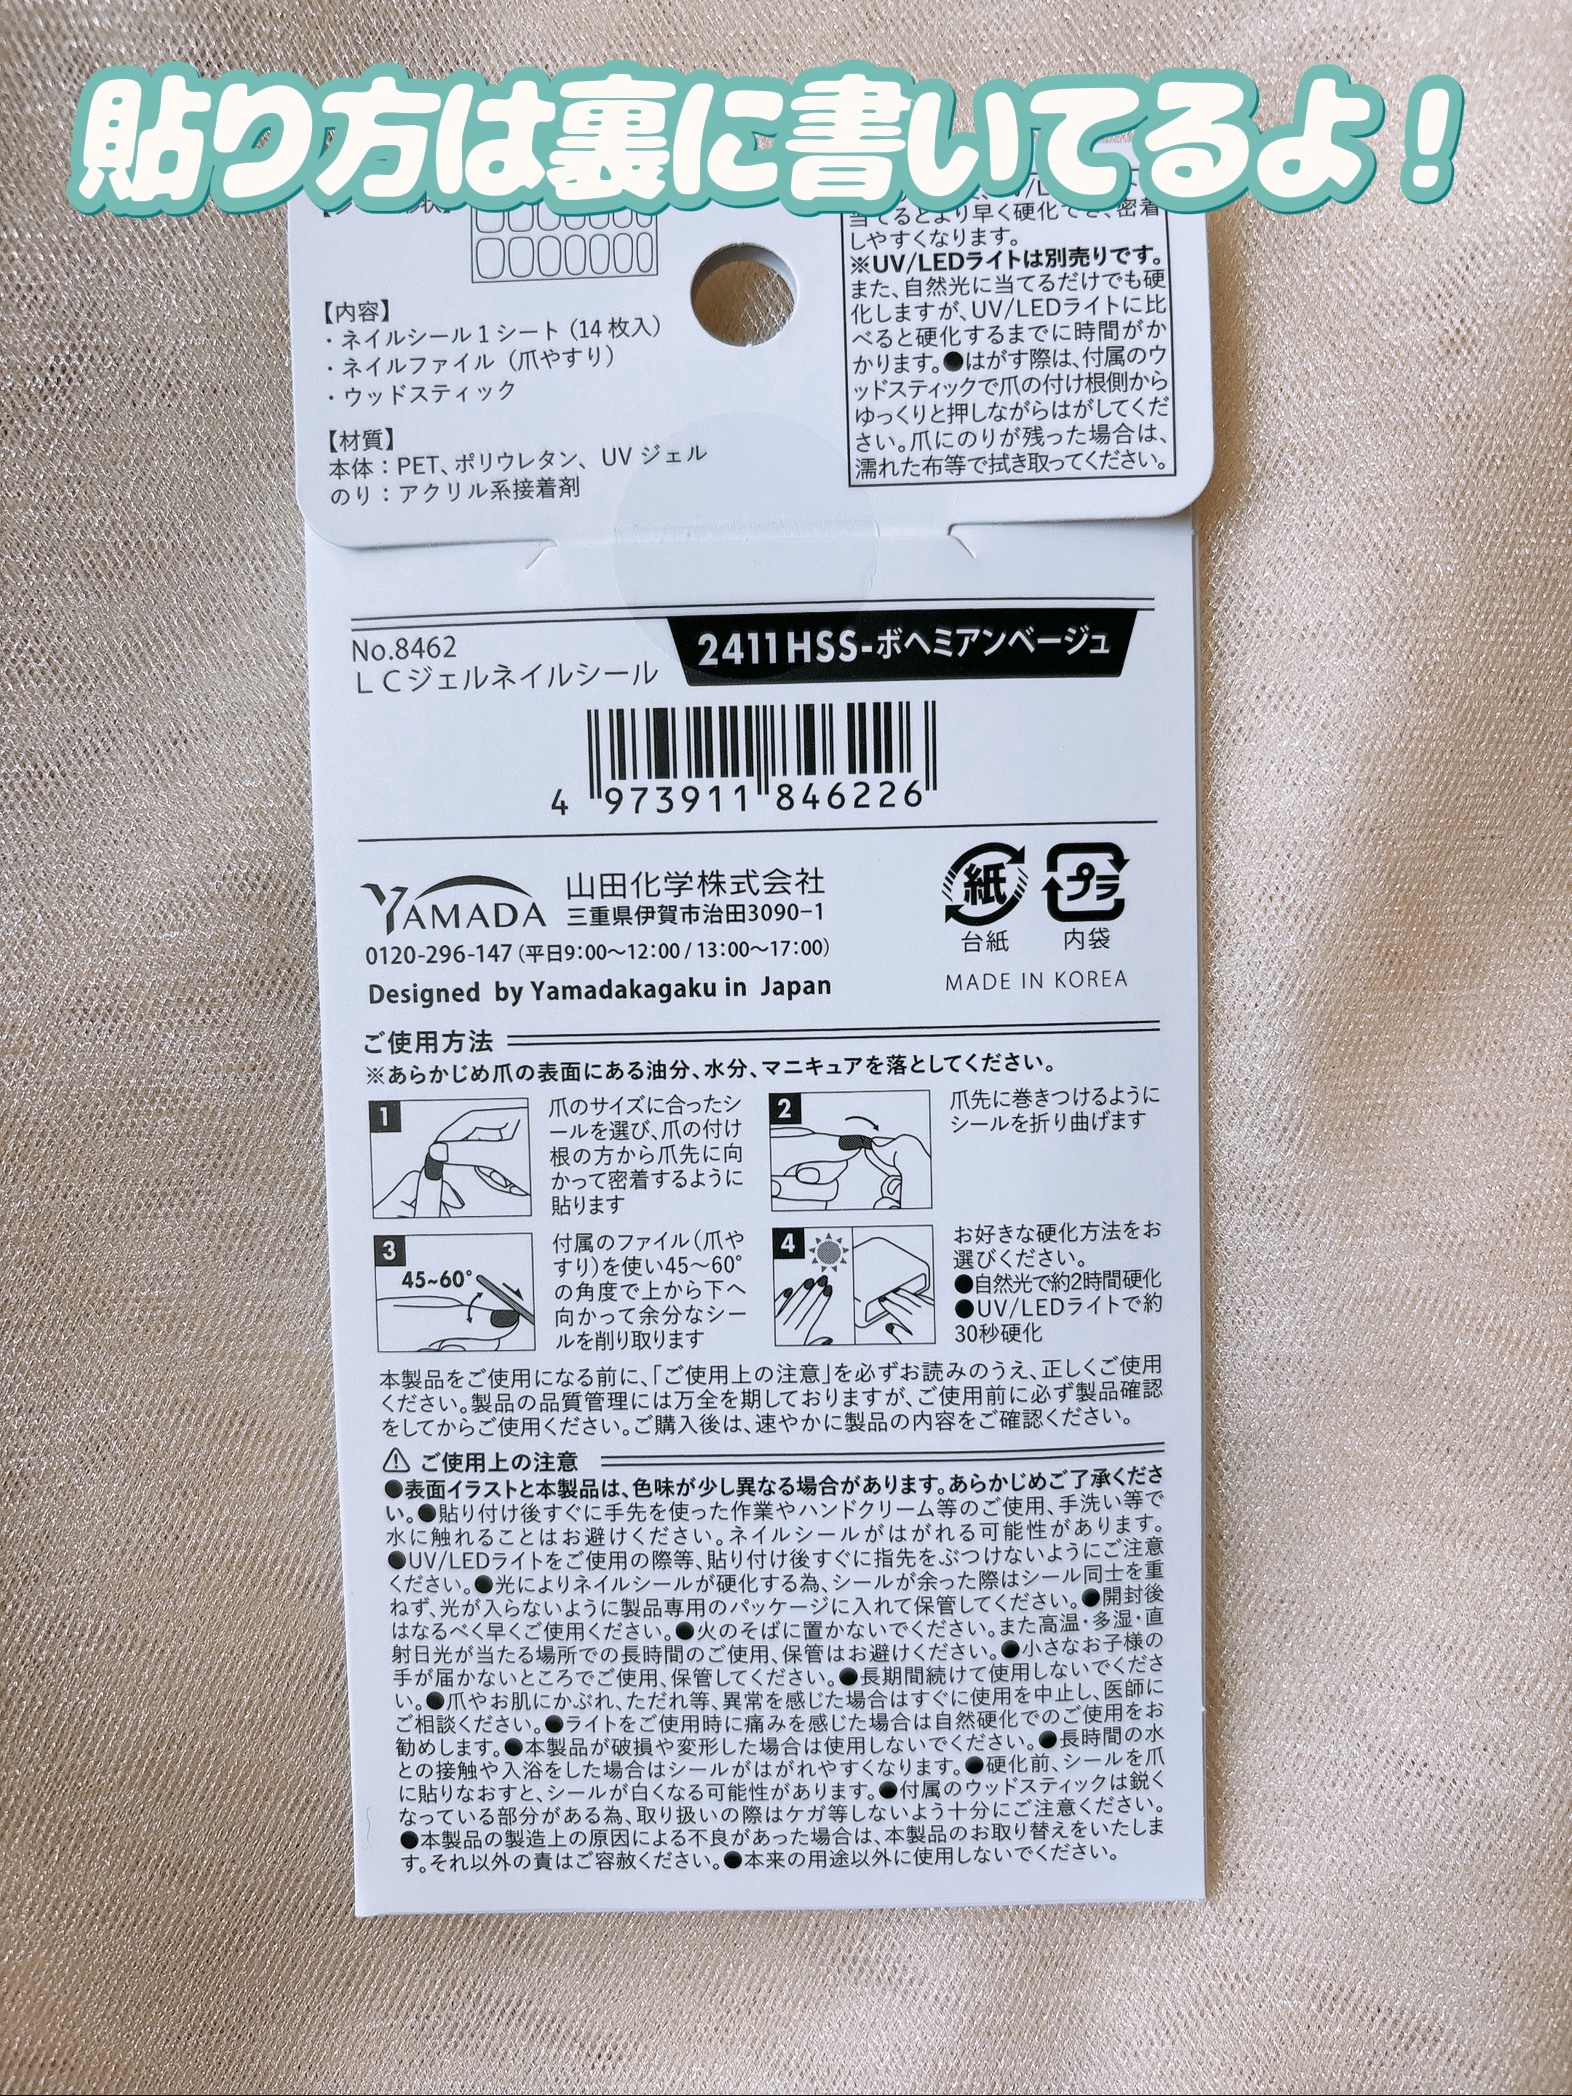 貼り方は裏に書いてるよ!
【内容】
・ネイルシール1シート(14枚入)
・ネイルファイル(爪やすり)
・ウッドスティック
【材質】
本体:PET、ポリウレタン、UVジェル
のり:アクリル系接着剤
当てるとより早く硬化でき、密着
しやすくなります。
※UV/LEDライトは別売りです。
また、自然光に当てるだけでも硬
化しますが、UV/LEDライトに比
べると硬化するまでに時間がか
かります。●はがす際は、付属のウ
ッドスティックで爪の付け根側から
ゆっくりと押しながらはがしてくだ
さい。爪にのりが残った場合は、
濡れた布等で拭き取ってください。
No.8462
LCジェルネイルシール
2411HSS-ボヘミアンベージュ
4 973911 846226
YAMADA
山田化学株式会社
三重県伊賀市治田3090-1
0120-296-147(平日9:00〜12:00/13:00〜17:00)
Designed by Yamadakagaku in Japan
紙
台紙
プラ
内袋
MADE IN KOREA
ご使用方法
※あらかじめ爪の表面にある油分、水分、マニキュアを落としてください。
1
爪のサイズに合ったシ
ールを選び、爪の付け
根の方から爪先に向
かって密着するように
貼ります
2
爪先に巻きつけるように
シールを折り曲げます
3
45~60°
付属のファイル(爪や
すり)を使い45〜60°
の角度で上から下へ
向かって余分なシー
ルを削り取ります
4
お好きな硬化方法をお
選びください。
●自然光で約2時間硬化
●UV/LEDライトで約
30秒硬化
本製品をご使用になる前に、「ご使用上の注意」を必ずお読みのうえ、正しくご使用
ください。製品の品質管理には万全を期しておりますが、ご使用前に必ず製品確認
をしてからご使用ください。ご購入後は、速やかに製品の内容をご確認ください。
⚠ご使用上の注意
●表面イラストと本製品は、色味が少し異なる場合があります。あらかじめご了承くださ
い。●貼り付け後すぐに手先を使った作業やハンドクリーム等のご使用、手洗い等で
水に触れることはお避けください。ネイルシールがはがれる可能性があります。
●UV/LEDライトをご使用の際等、貼り付け後すぐに指先をぶつけないようにご注意
ください。●光によりネイルシールが硬化する為、シールが余った際はシール同士を重
ねず、光が入らないように製品専用のパッケージに入れて保管してください。●開封後
はなるべく早くご使用ください。●火のそばに置かないでください。また高温・多湿・直
射日光が当たる場所での長時間のご使用、保管はお避けください。●小さなお子様の
手が届かないところでご使用、保管してください。●長期間続けて使用しないでくださ
い。●爪やお肌にかぶれ、ただれ等、異常を感じた場合はすぐに使用を中止し、医師に
ご相談ください。●ライトをご使用時に痛みを感じた場合は自然硬化でのご使用をお
勧めします。●本製品が破損や変形した場合は使用しないでください。●長時間の水
との接触や入浴をした場合はシールがはがれやすくなります。●硬化前、シールを爪
に貼りなおすと、シールが白くなる可能性があります。●付属のウッドスティックは鋭く
なっている部分がある為、取り扱いの際はケガ等しないよう十分にご注意ください。
●本製品の製造上の原因による不良があった場合は、本製品のお取り替えをいたしま
す。それ以外の責はご容赦ください。●本来の用途以外に使用しないでください。